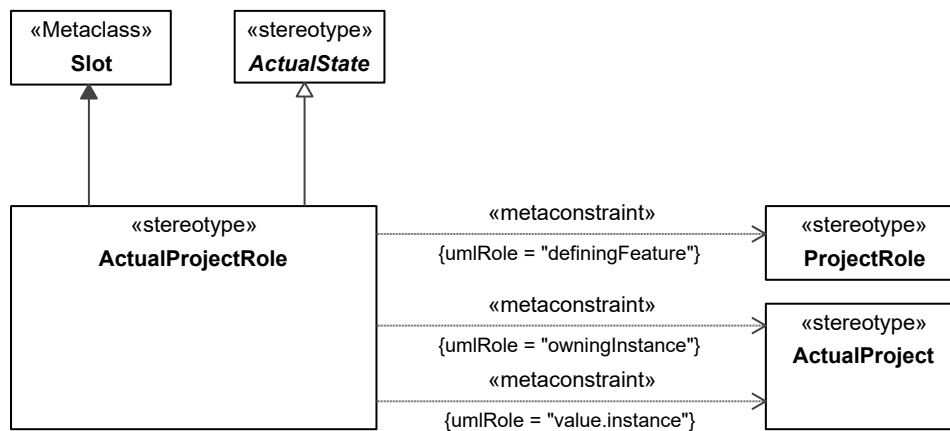 «Metaclass»
Slot
«stereotype»
ActualState
«stereotype»
ActualProjectRole
«metaconstraint»
{umlRole = "definingFeature"}
«stereotype»
ProjectRole
«metaconstraint»
{umlRole = "owningInstance"}
«metaconstraint»
{umlRole = "value.instance"}
«stereotype»
ActualProject